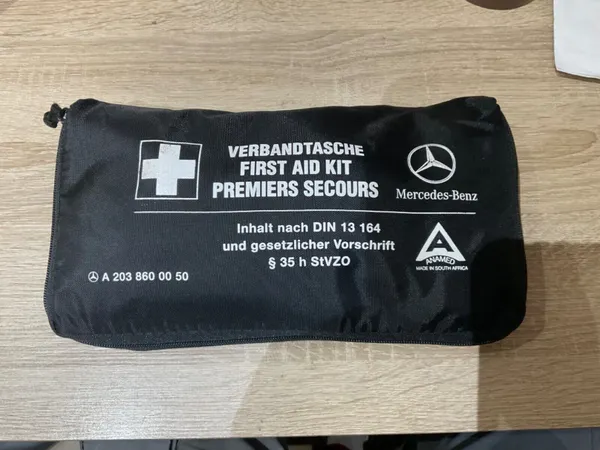 VERBANDTASCHE
FIRST AID KIT
PREMIERS SECOURS
Mercedes-Benz
Inhalt nach DIN 13 164
und gesetzlicher Vorschrift
§ 35 h StVZO
A
ANAMED
MADE IN SOUTH AFRICA
A 203 860 00 50